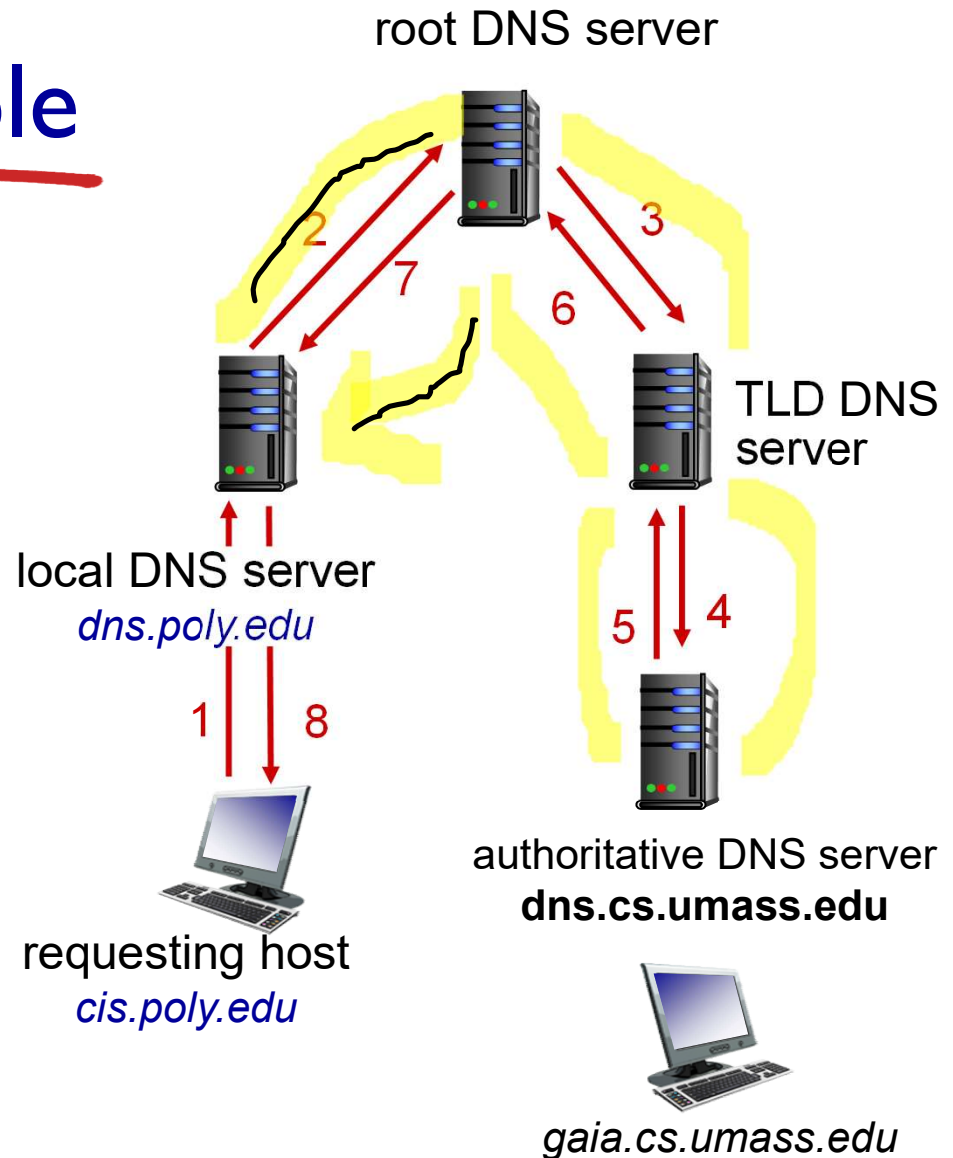 root DNS server
2
3
7
6
TLD DNS
server
local DNS server
dns.poly.edu
5
4
1
8
authoritative DNS server
dns.cs.umass.edu
requesting host
cis.poly.edu
gaia.cs.umass.edu